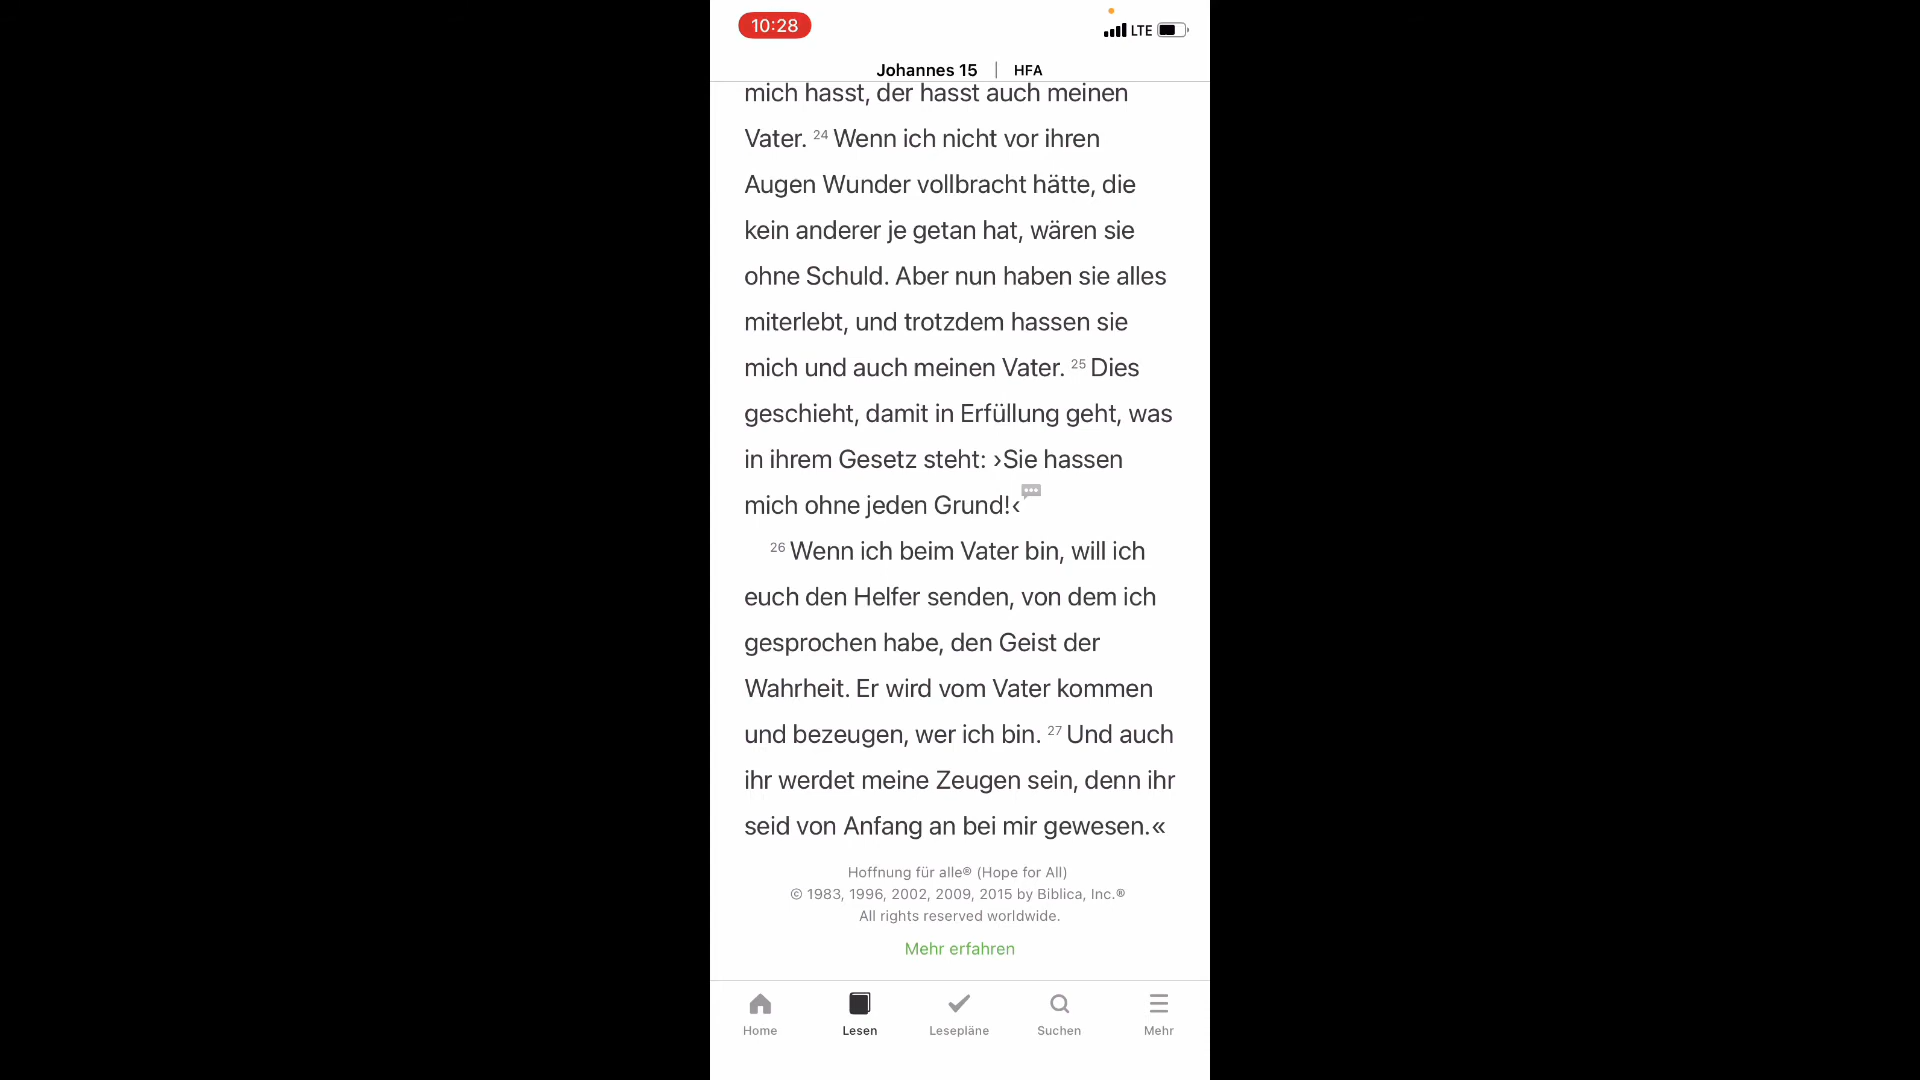 10:28
LTE
Johannes 15 | HFA
mich hasst, der hasst auch meinen
Vater. 24 Wenn ich nicht vor ihren
Augen Wunder vollbracht hätte, die
kein anderer je getan hat, wären sie
ohne Schuld. Aber nun haben sie alles
miterlebt, und trotzdem hassen sie
mich und auch meinen Vater. 25 Dies
geschieht, damit in Erfüllung geht, was
in ihrem Gesetz steht: ›Sie hassen
mich ohne jeden Grund!‹
26 Wenn ich beim Vater bin, will ich
euch den Helfer senden, von dem ich
gesprochen habe, den Geist der
Wahrheit. Er wird vom Vater kommen
und bezeugen, wer ich bin. 27 Und auch
ihr werdet meine Zeugen sein, denn ihr
seid von Anfang an bei mir gewesen.«
Hoffnung für alle® (Hope for All)
© 1983, 1996, 2002, 2009, 2015 by Biblica, Inc.®
All rights reserved worldwide.
Mehr erfahren
Home Lesen Lesepläne Suchen Mehr